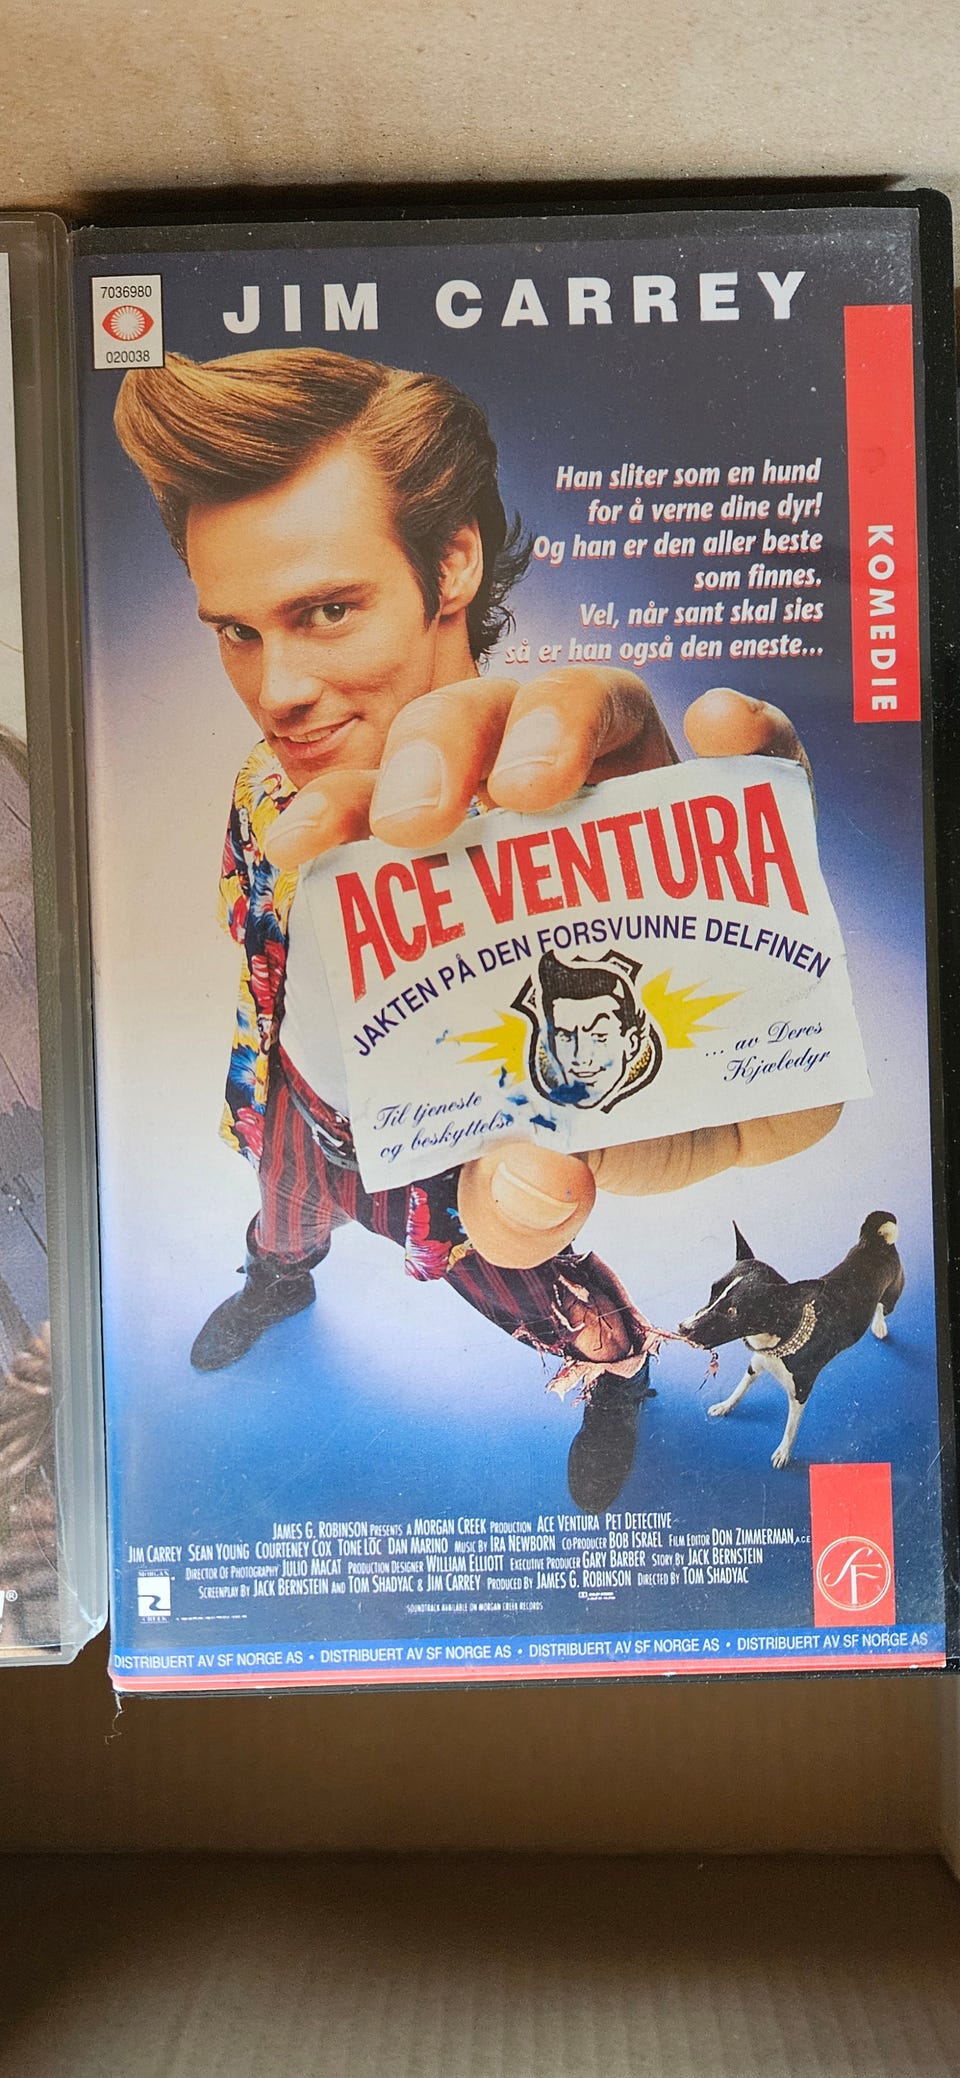 7036980
020038
JIM CARREY
KOMEDIE
Han sliter som en hund
for å verne dine dyr!
Og han er den aller beste
som finnes.
Vel, når sant skal sies
så er han også den eneste...
ACE VENTURA
JAKTEN PÅ DEN FORSVUNNE DELFINEN
... av Deres
Kjæledyr
Til tjeneste
og beskyttelse
JAMES G. ROBINSON PRESENTS A MORGAN CREEK PRODUCTION ACE VENTURA PET DETECTIVE
JIM CARREY SEAN YOUNG COURTENEY COX TONE LŌC DAN MARINO MUSIC BY IRA NEWBORN CO-PRODUCER BOB ISRAEL FILM EDITOR DON ZIMMERMAN, A.C.E.
DIRECTOR OF PHOTOGRAPHY JULIO MACAT PRODUCTION DESIGNER WILLIAM ELLIOTT EXECUTIVE PRODUCER GARY BARBER STORY BY JACK BERNSTEIN
SCREENPLAY BY JACK BERNSTEIN AND TOM SHADYAC & JIM CARREY PRODUCED BY JAMES G. ROBINSON DIRECTED BY TOM SHADYAC
MORGAN
CREEK
SOUNDTRACK AVAILABLE ON MORGAN CREEK RECORDS
SF
DISTRIBUERT AV SF NORGE AS • DISTRIBUERT AV SF NORGE AS • DISTRIBUERT AV SF NORGE AS • DISTRIBUERT AV SF NORGE AS